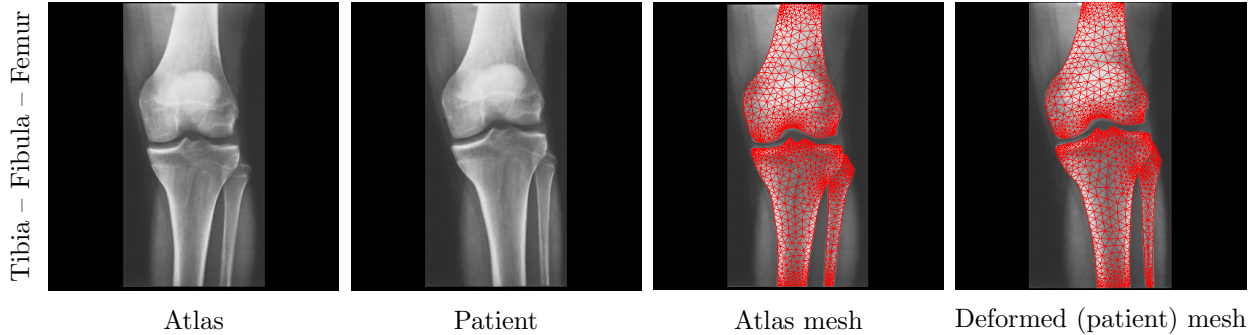 Tibia – Fibula – Femur
Atlas
Patient
Atlas mesh
Deformed (patient) mesh